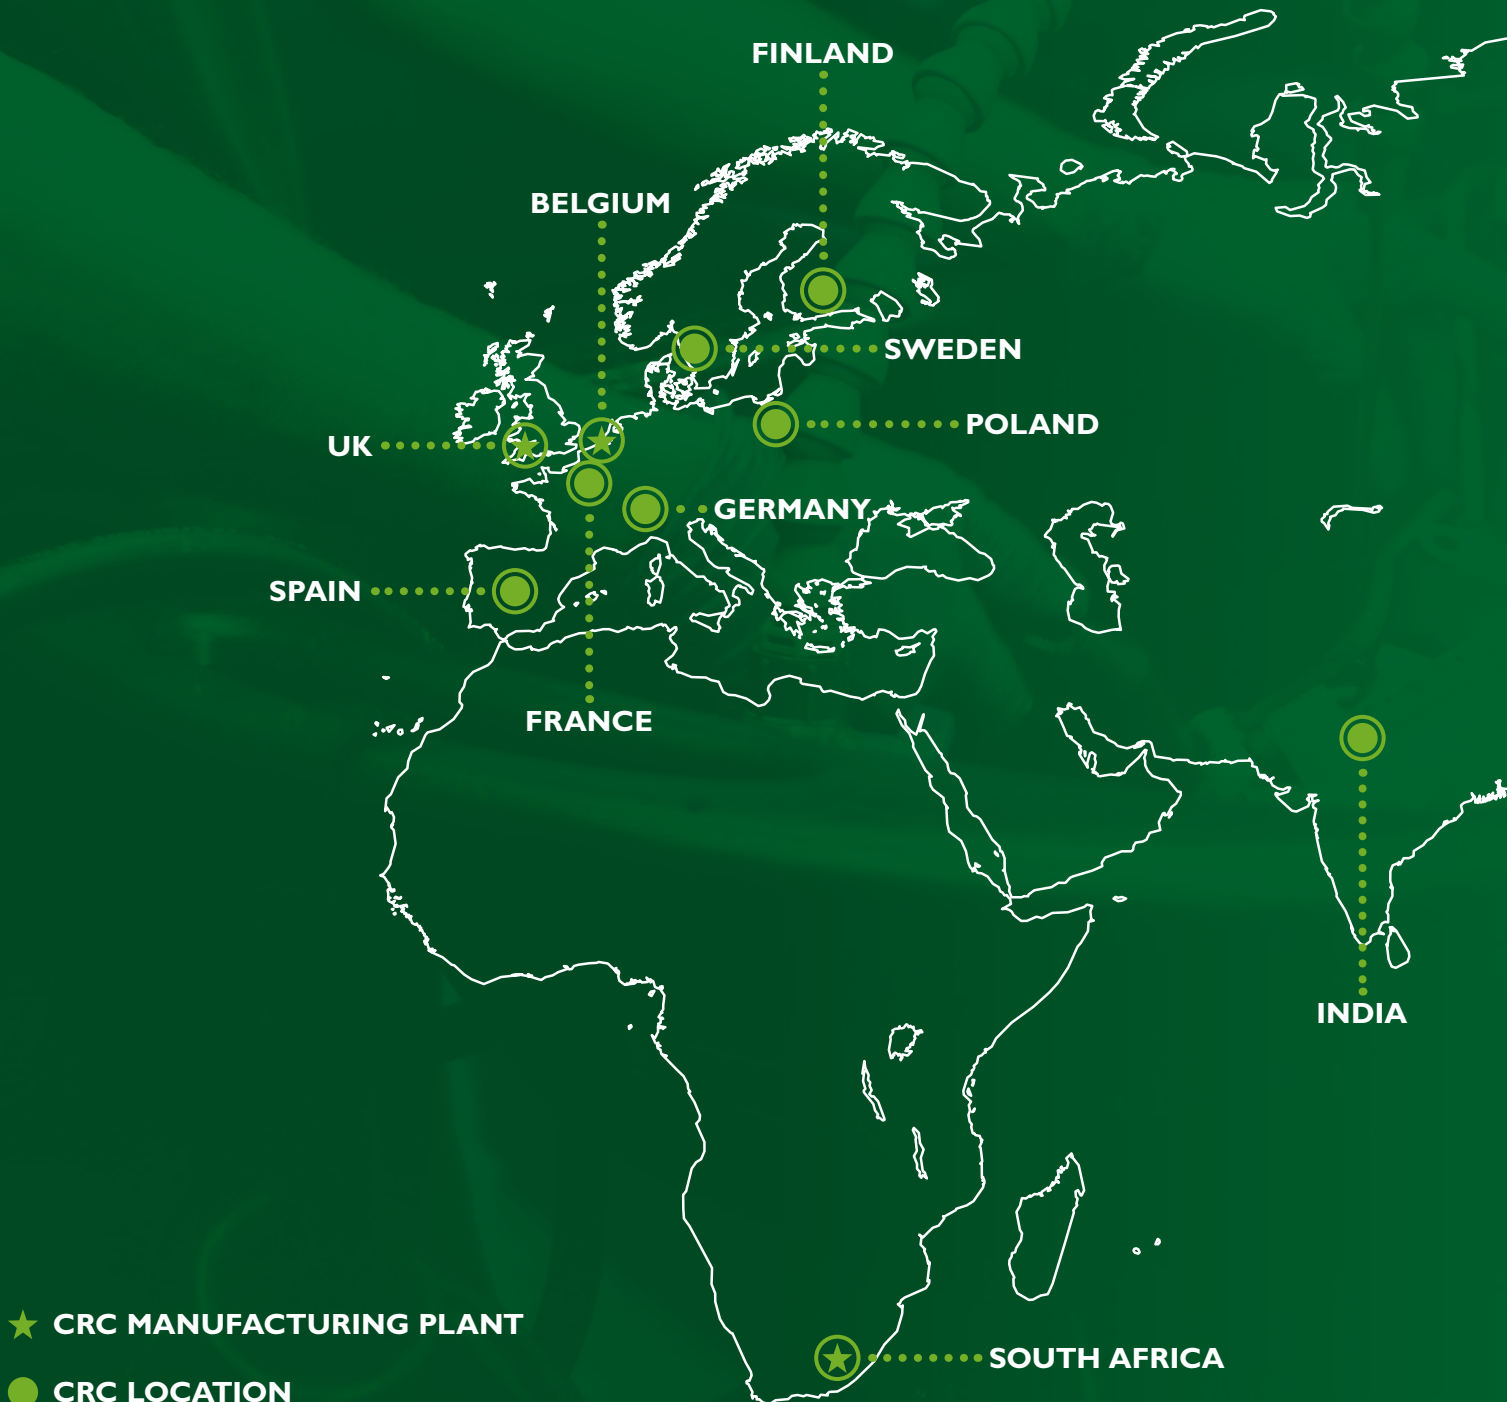 FINLAND
BELGIUM
SWEDEN
POLAND
UK
GERMANY
SPAIN
FRANCE
INDIA
CRC MANUFACTURING PLANT
SOUTH AFRICA
CRC LOCATION